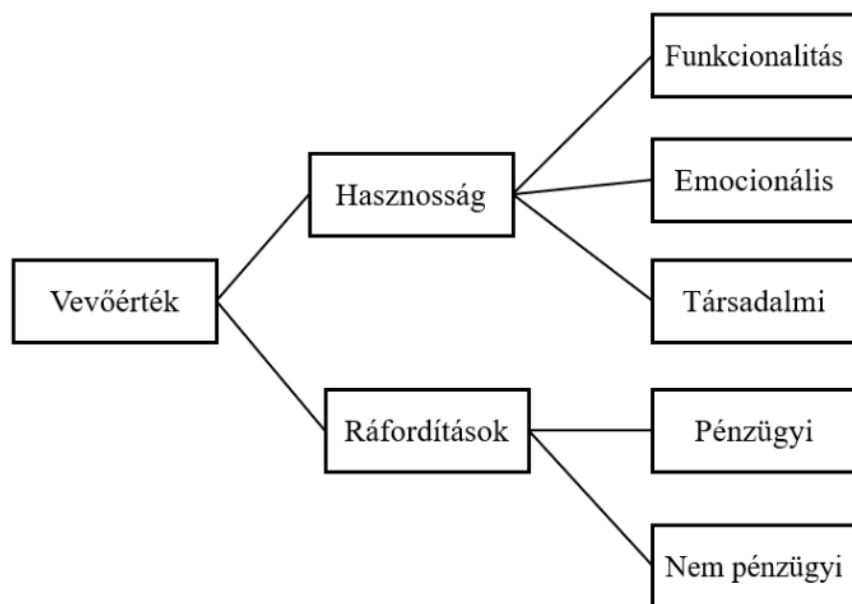 Funkcionalitás
Emocionális
Hasznosság
Társadalmi
Vevőérték
Ráfordítások
Pénzügyi
Nem pénzügyi